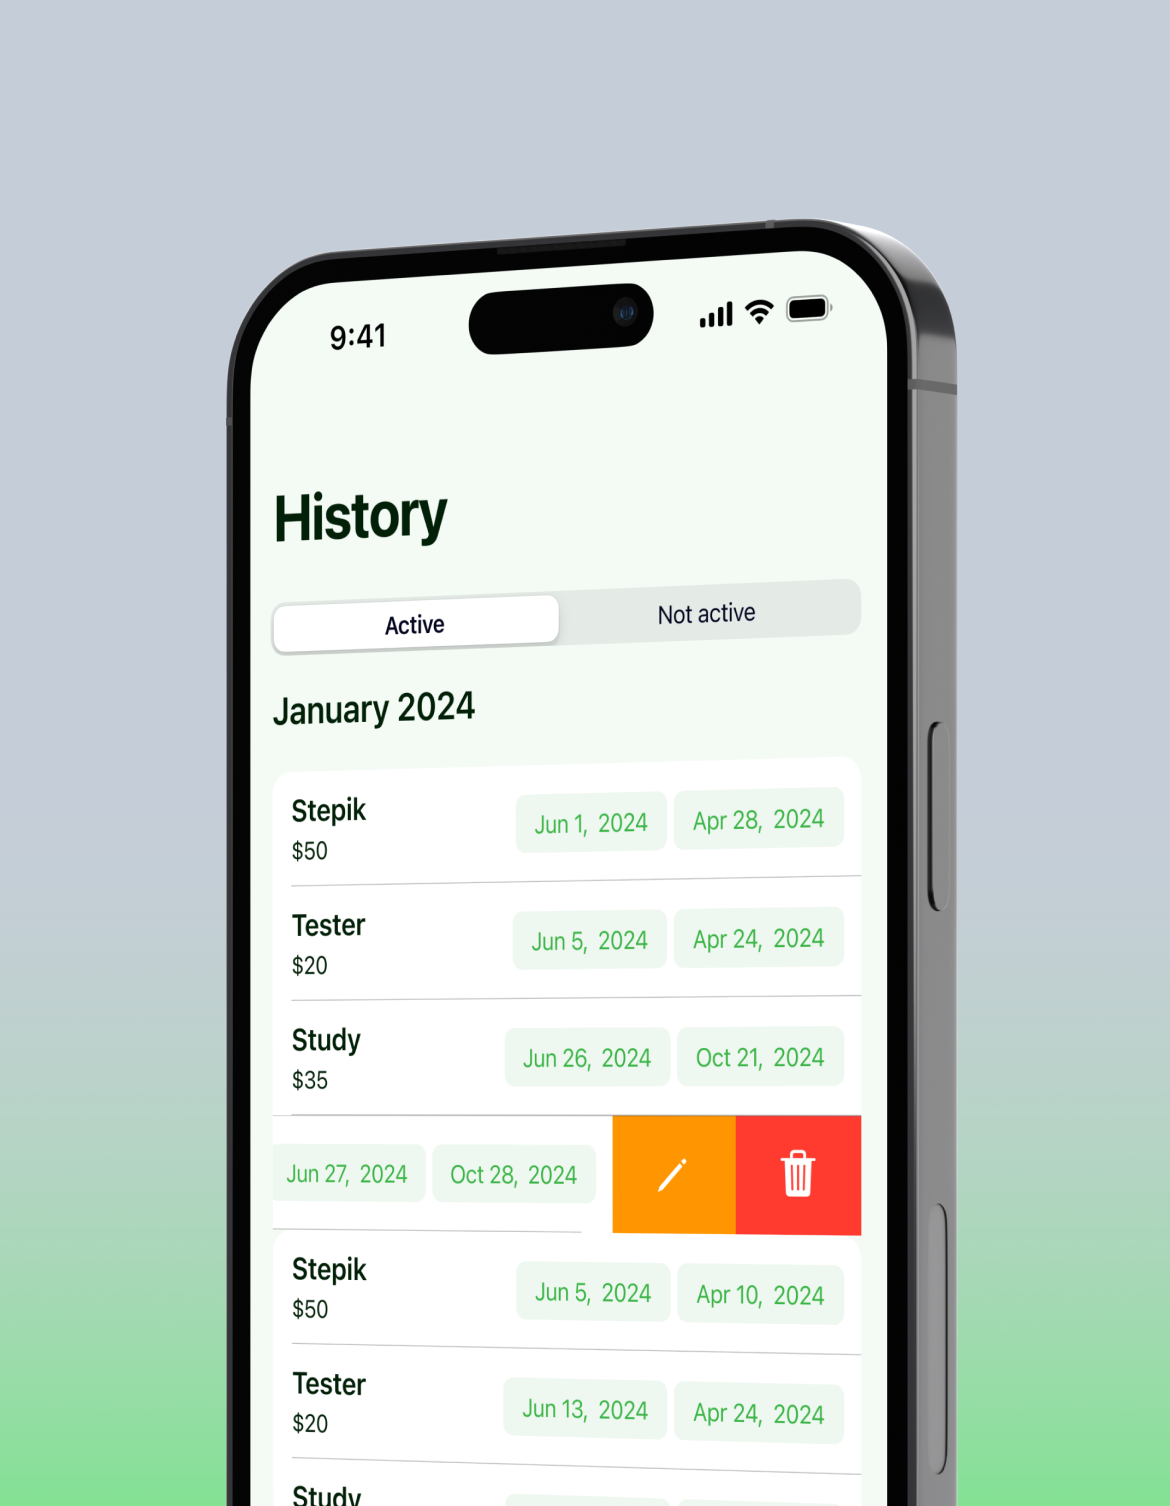 9:41
History
Active Not active
January 2024
Stepik
$50
Jun 1, 2024 Apr 28, 2024
Tester
$20
Jun 5, 2024 Apr 24, 2024
Study
$35
Jun 26, 2024 Oct 21, 2024
Jun 27, 2024 Oct 28, 2024
Stepik
$50
Jun 5, 2024 Apr 10, 2024
Tester
$20
Jun 13, 2024 Apr 24, 2024
Study